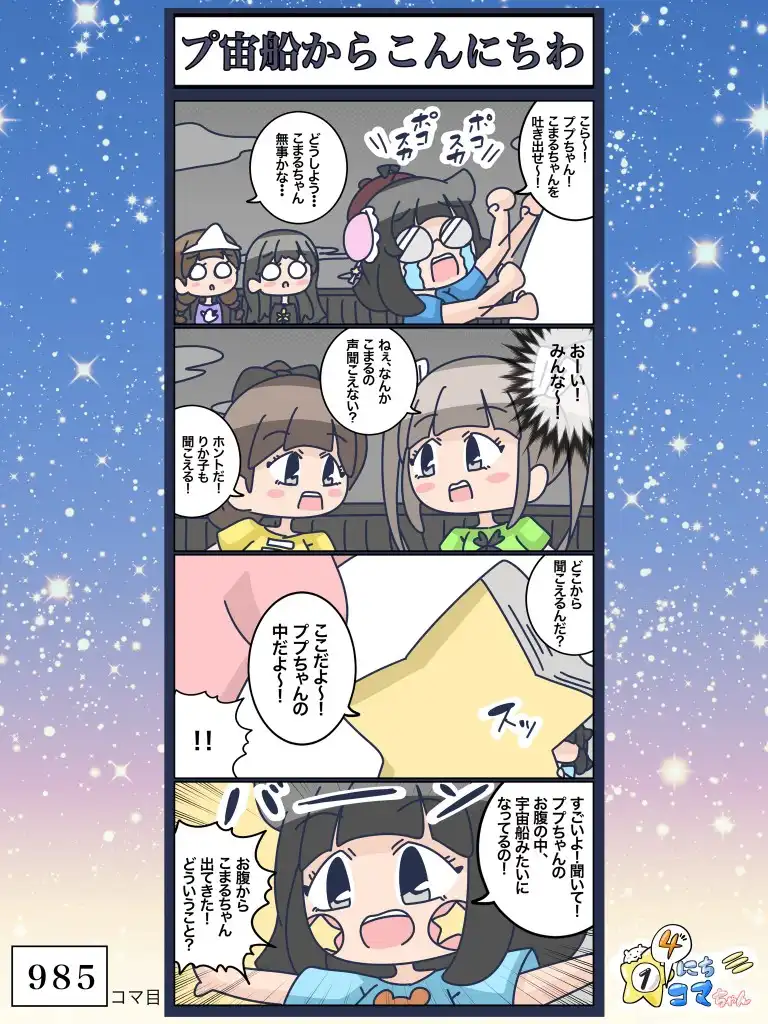 プ宙船からこんにちわ
こら〜!
ププちゃん!
こまるちゃんを
吐き出せ〜!
ポコ
スカ
ポコ
スカ
どうしよう…
こまるちゃん
無事かな…
おーい!
みんな〜!
ねぇ、なんか
こまるの
声聞こえない?
ホントだ!
りか子も
聞こえる!
どこから
聞こえるんだ?
ここだよ〜!
ププちゃんの
中だよ〜!
スッ
!!
バーーン
すごいよ!聞いて!
ププちゃんの
お腹の中、
宇宙船みたいに
なってるの!
お腹から
こまるちゃん
出てきた!
どういうこと?
985
コマ目
1
にち
4
コマ
ちゃん